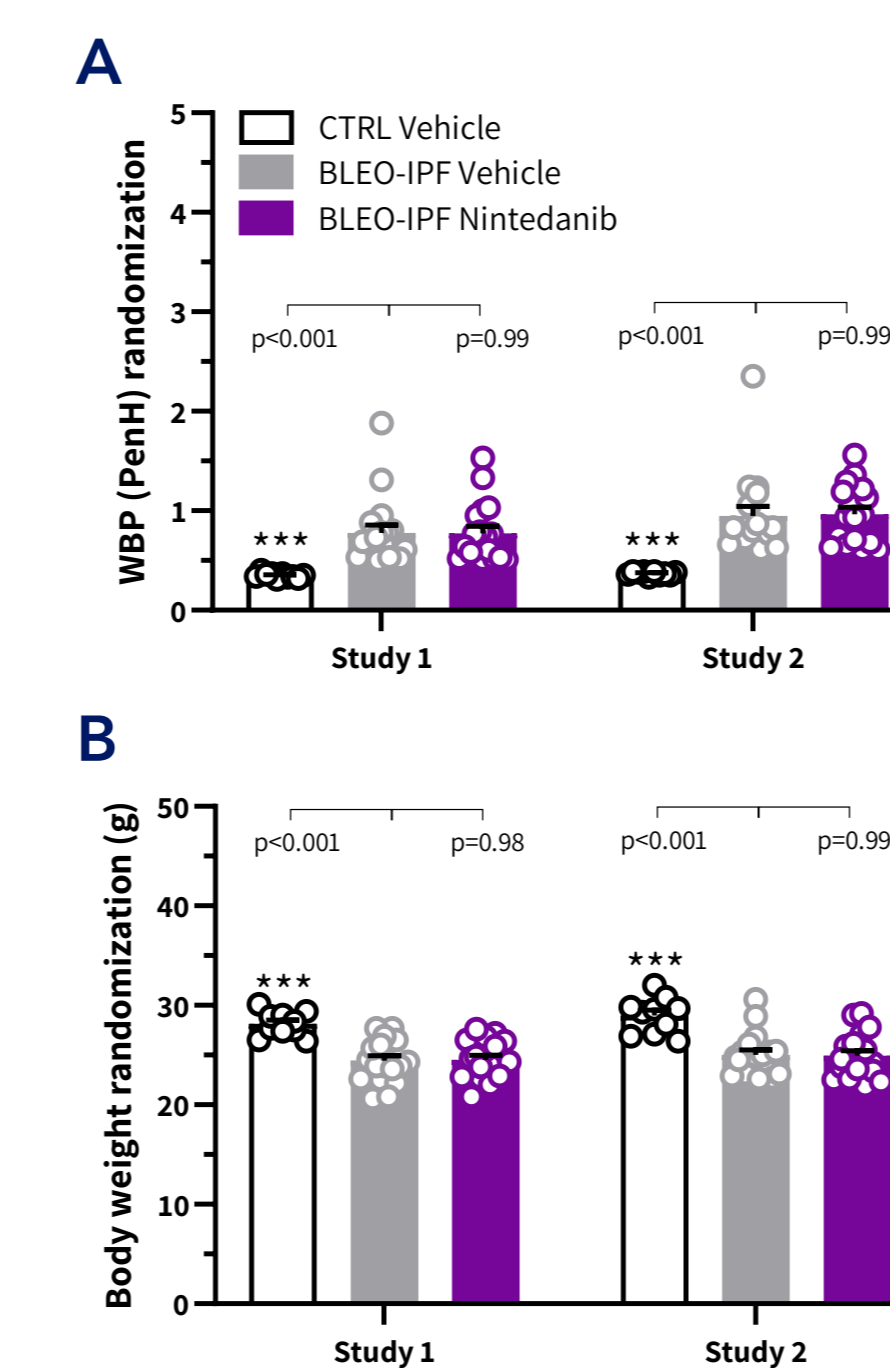 A
WBP (PenH) randomization
5
4
3
2
1
0
CTRL Vehicle
BLEO-IPF Vehicle
BLEO-IPF Nintedanib
p<0.001
p=0.99
p<0.001
p=0.99
***
***
Study 1
Study 2
B
Body weight randomization (g)
50
40
30
20
10
0
p<0.001
p=0.98
p<0.001
p=0.99
***
***
Study 1
Study 2